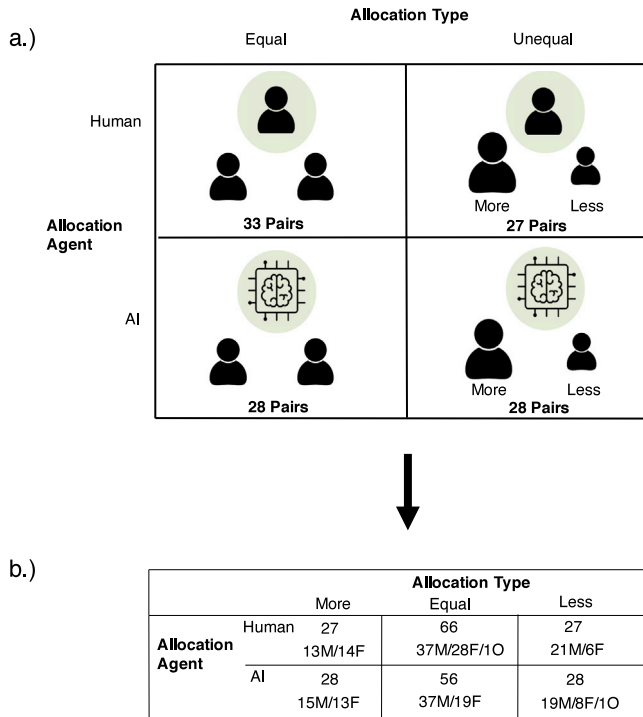 Allocation Type
a.)
Equal Unequal
Human
More Less
33 Pairs 27 Pairs
Allocation
Agent
AI
More Less
28 Pairs 28 Pairs
b.)
Allocation Type
More Equal Less
Allocation
Agent
Human 27 66 27
13M/14F 37M/28F/1O 21M/6F
AI 28 56 28
15M/13F 37M/19F 19M/8F/1O